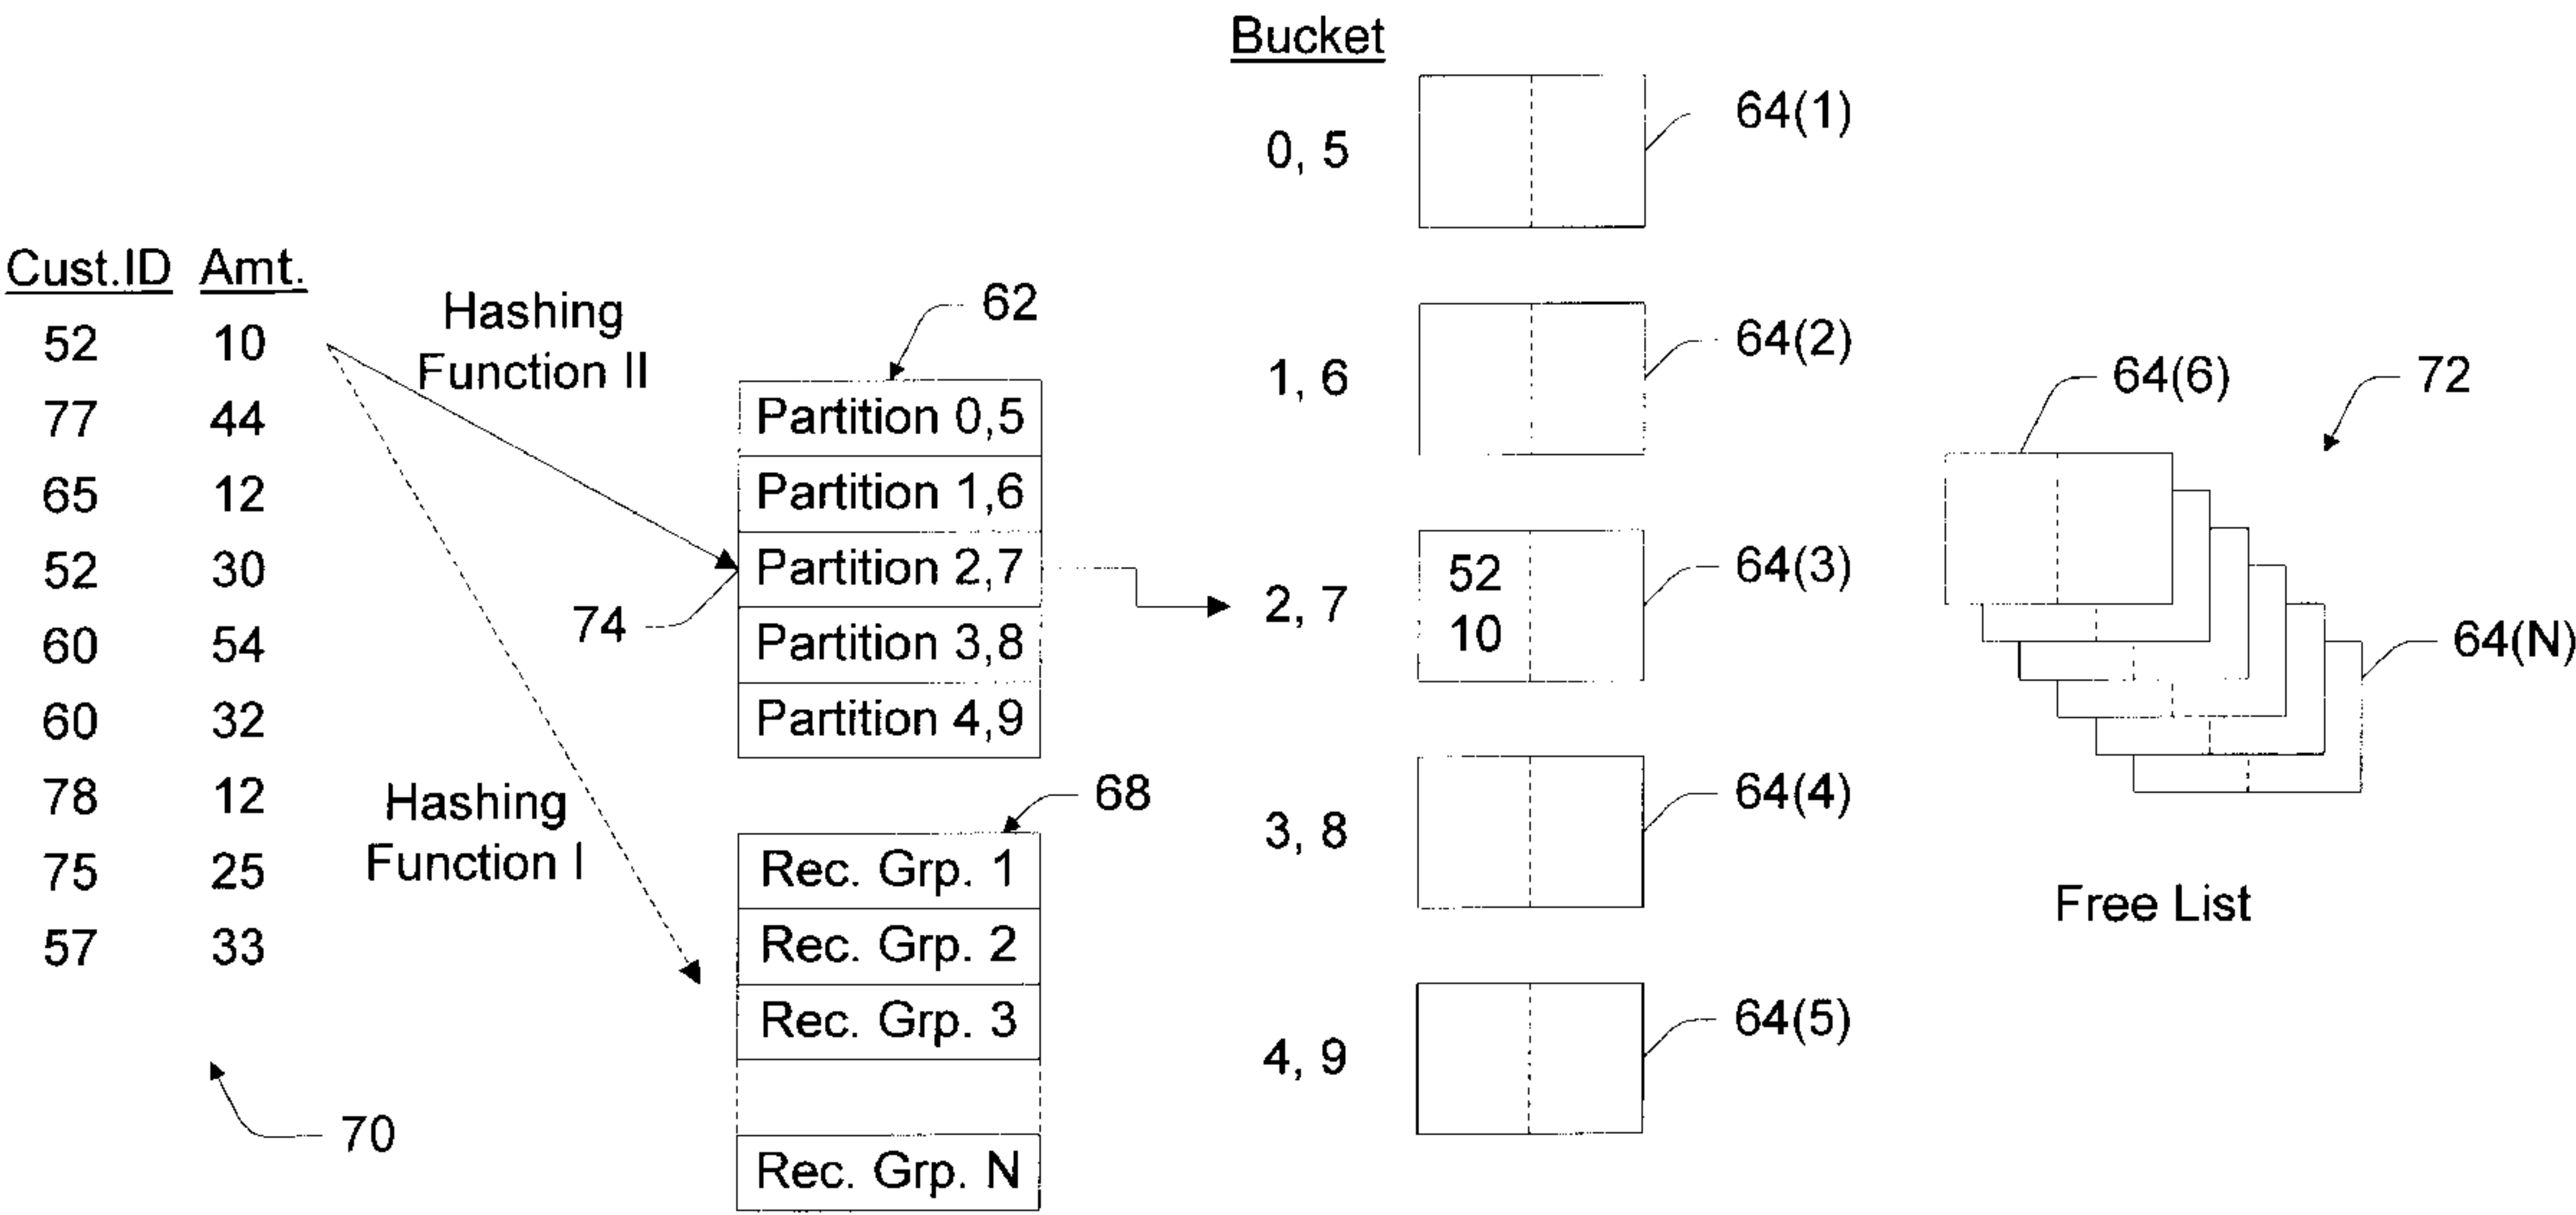 Bucket
0, 5
64(1)
1, 6
64(2)
2, 7
52
10
64(3)
3, 8
64(4)
4, 9
64(5)
Cust.ID Amt.
52 10
77 44
65 12
52 30
60 54
60 32
78 12
75 25
57 33
70
Hashing
Function II
Hashing
Function I
62
Partition 0,5
Partition 1,6
Partition 2,7
Partition 3,8
Partition 4,9
74
68
Rec. Grp. 1
Rec. Grp. 2
Rec. Grp. 3
Rec. Grp. N
64(6)
72
64(N)
Free List